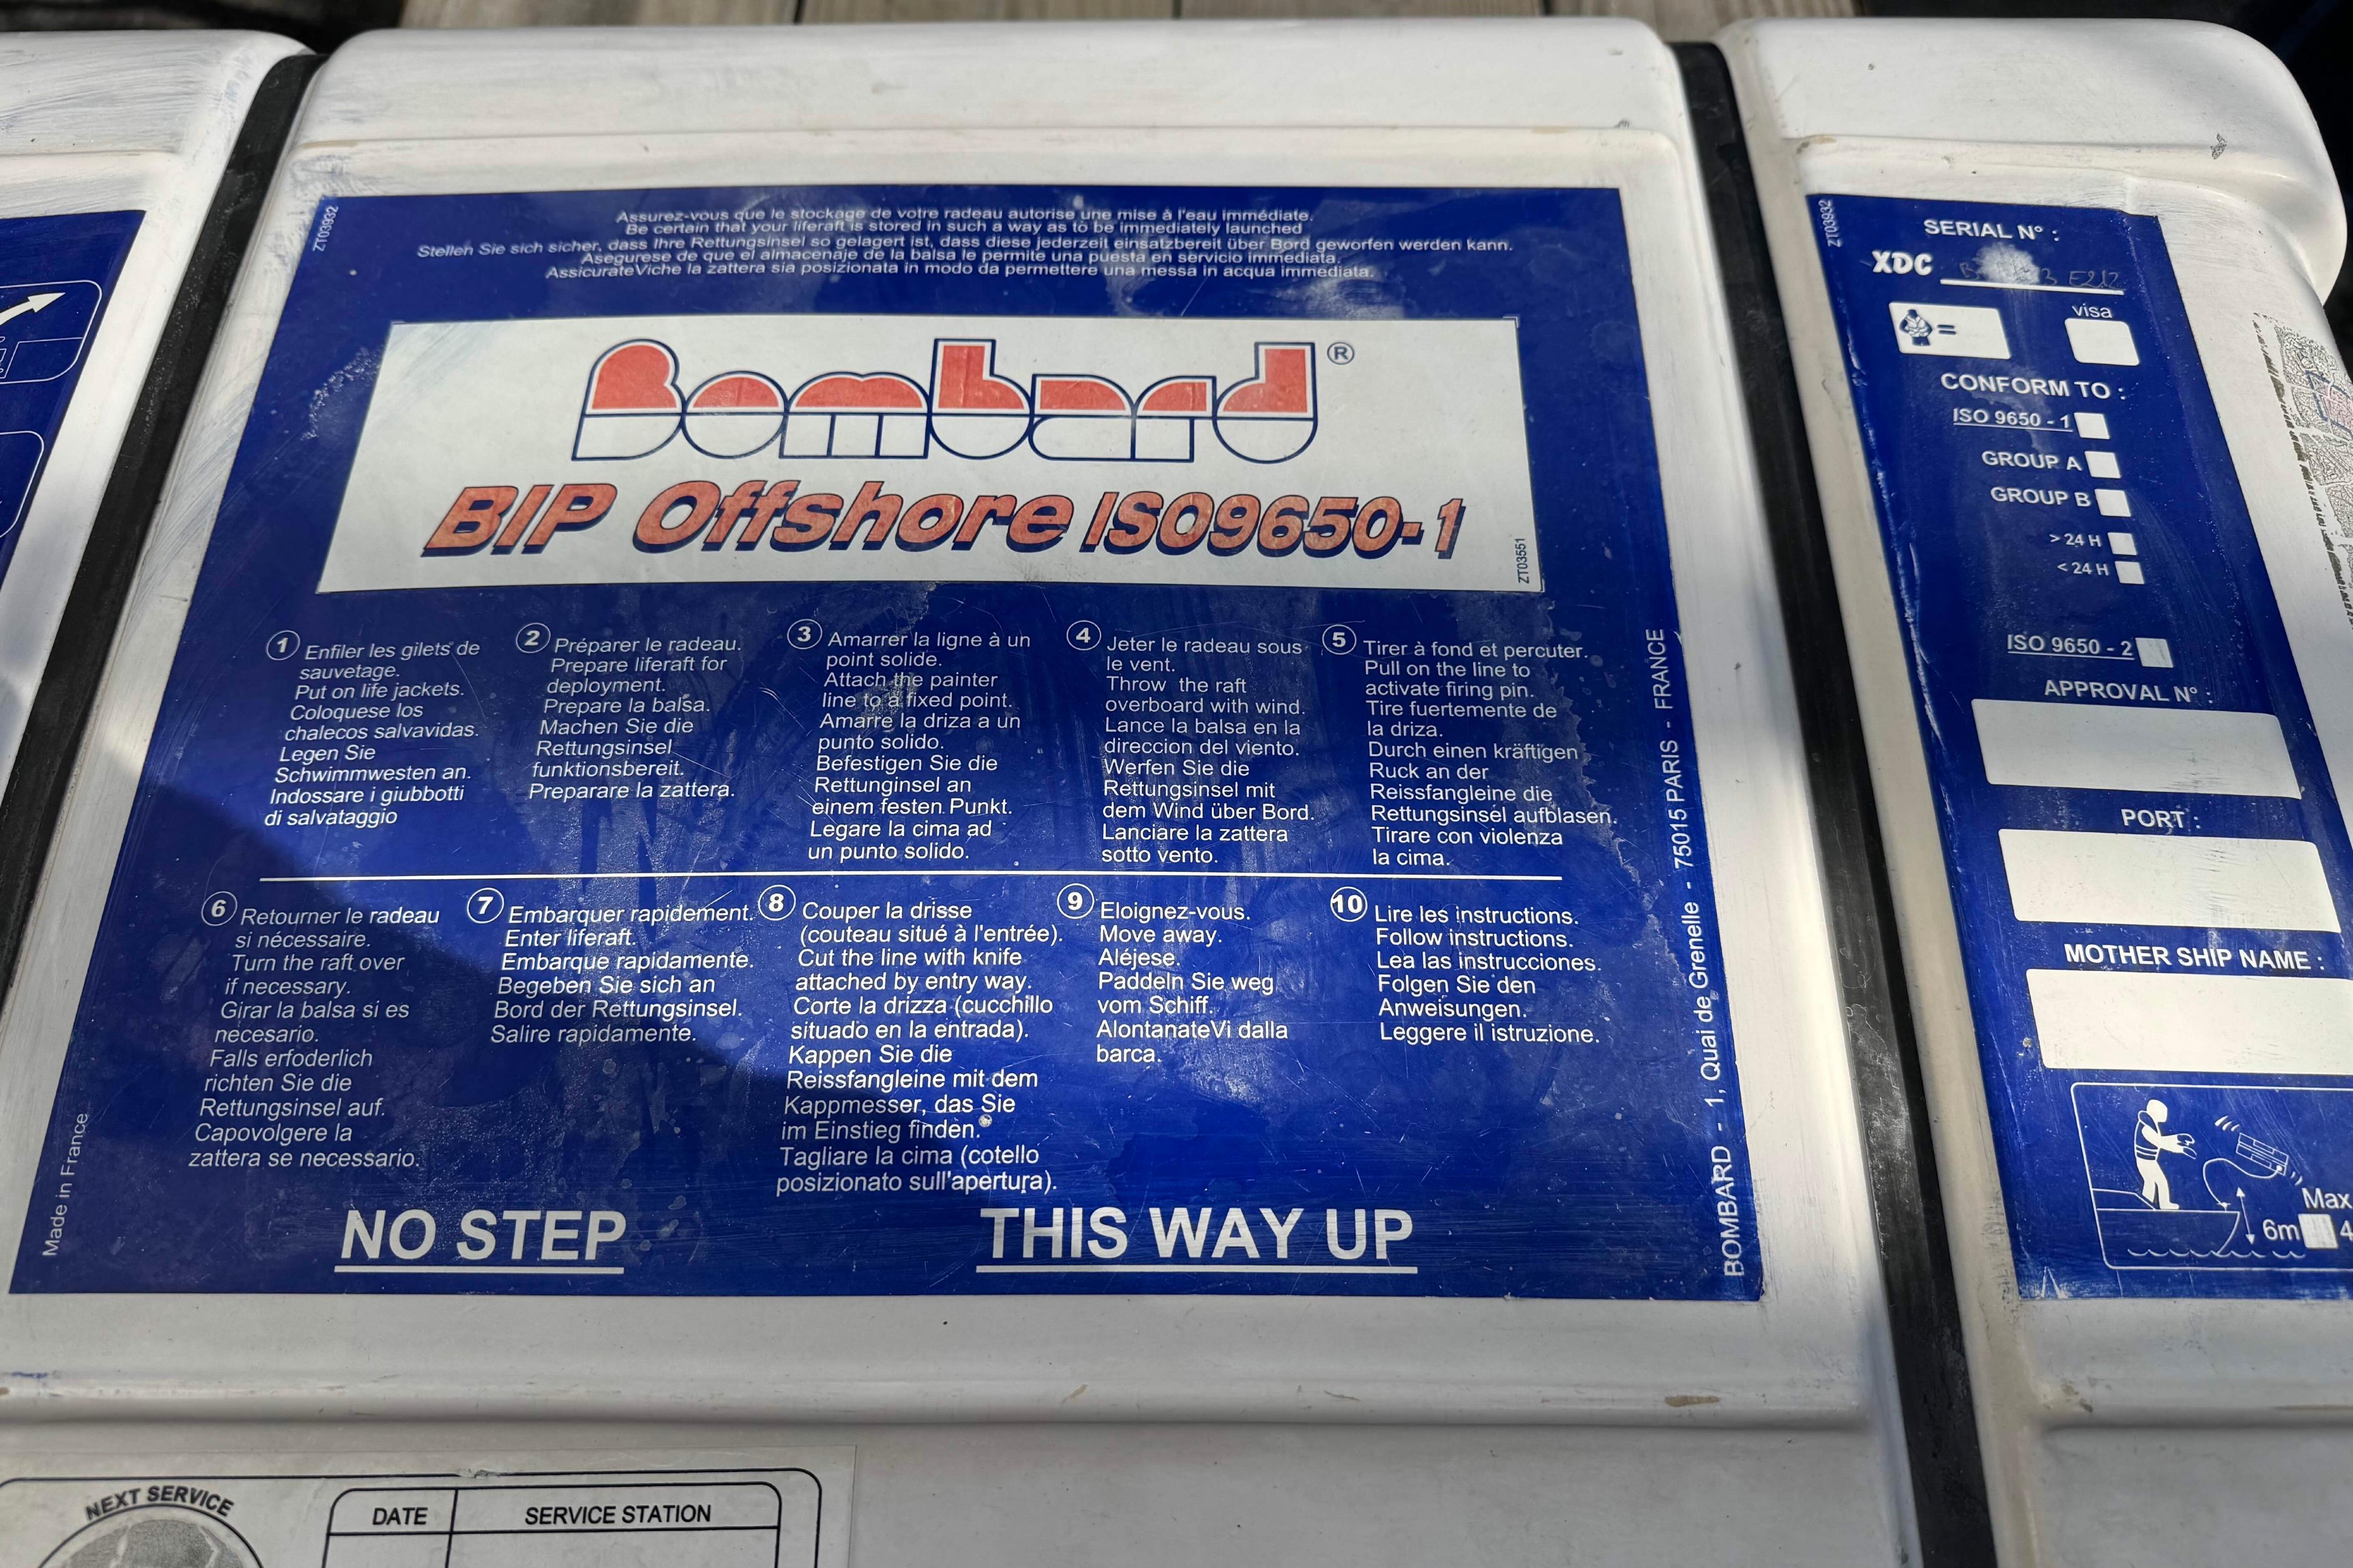 ZT03932
Assurez-vous que le stockage de votre radeau autorise une mise à l'eau immédiate.
Be certain that your liferaft is stored in such a way as to be immediately launched
Stellen Sie sich sicher, dass Ihre Rettungsinsel so gelagert ist, dass diese jederzeit einsatzbereit über Bord geworfen werden kann.
Asegurese de que el almacenaje de la balsa le permite una puesta en servicio immediata.
AssicurateViche la zattera sia posizionata in modo da permettere una messa in acqua immediata.
Bombard ®
BIP Offshore ISO9650-1
ZT03551
1 Enfiler les gilets de
sauvetage.
Put on life jackets.
Coloquese los
chalecos salvavidas.
Legen Sie
Schwimmwesten an.
Indossare i giubbotti
di salvataggio
2 Préparer le radeau.
Prepare liferaft for
deployment.
Prepare la balsa.
Machen Sie die
Rettungsinsel
funktionsbereit.
Preparare la zattera.
3 Amarrer la ligne à un
point solide.
Attach the painter
line to a fixed point.
Amarre la driza a un
punto solido.
Befestigen Sie die
Rettunginsel an
einem festen Punkt.
Legare la cima ad
un punto solido.
4 Jeter le radeau sous
le vent.
Throw the raft
overboard with wind.
Lance la balsa en la
direccion del viento.
Werfen Sie die
Rettungsinsel mit
dem Wind über Bord.
Lanciare la zattera
sotto vento.
5 Tirer à fond et percuter.
Pull on the line to
activate firing pin.
Tire fuertemente de
la driza.
Durch einen kräftigen
Ruck an der
Reissfangleine die
Rettungsinsel aufblasen.
Tirare con violenza
la cima.
6 Retourner le radeau
si nécessaire.
Turn the raft over
if necessary.
Girar la balsa si es
necesario.
Falls erfoderlich
richten Sie die
Rettungsinsel auf.
Capovolgere la
zattera se necessario.
7 Embarquer rapidement.
Enter liferaft.
Embarque rapidamente.
Begeben Sie sich an
Bord der Rettungsinsel.
Salire rapidamente.
8 Couper la drisse
(couteau situé à l'entrée).
Cut the line with knife
attached by entry way.
Corte la drizza (cucchillo
situado en la entrada).
Kappen Sie die
Reissfangleine mit dem
Kappmesser, das Sie
im Einstieg finden.
Tagliare la cima (cotello
posizionato sull'apertura).
9 Eloignez-vous.
Move away.
Aléjese.
Paddeln Sie weg
vom Schiff.
AlontanateVi dalla
barca.
10 Lire les instructions.
Follow instructions.
Lea las instrucciones.
Folgen Sie den
Anweisungen.
Leggere il istruzione.
Made in France
NO STEP
THIS WAY UP
BOMBARD - 1, Quai de Grenelle - 75015 PARIS - FRANCE
ZT03932
SERIAL N° :
XDC
=
visa
CONFORM TO :
ISO 9650 - 1
GROUP A
GROUP B
> 24 H
< 24 H
ISO 9650 - 2
APPROVAL N° :
PORT :
MOTHER SHIP NAME :
Max
6m 4
NEXT SERVICE
DATE
SERVICE STATION